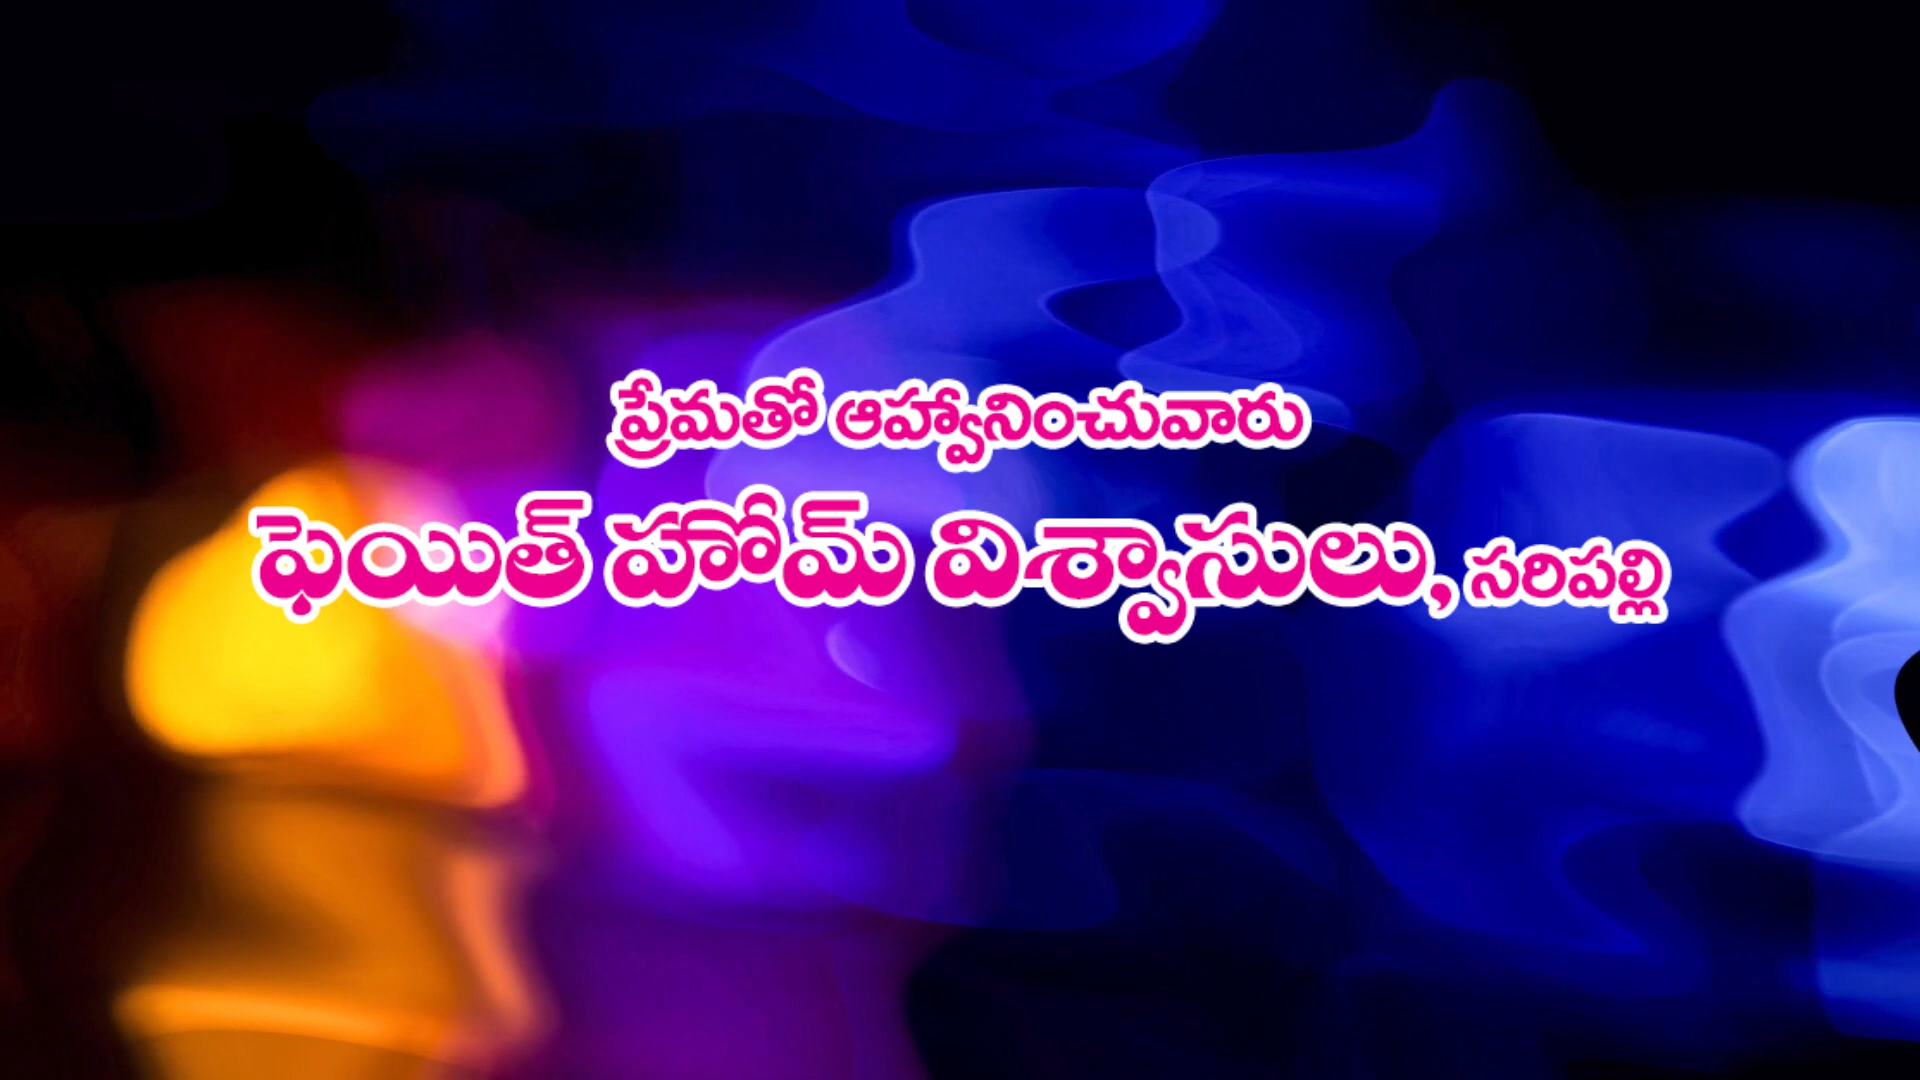 ప్రేమతో ఆహ్వానించువారు
ఫెయిత్ హోమ్ విశ్వాసులు, సరిపల్లి